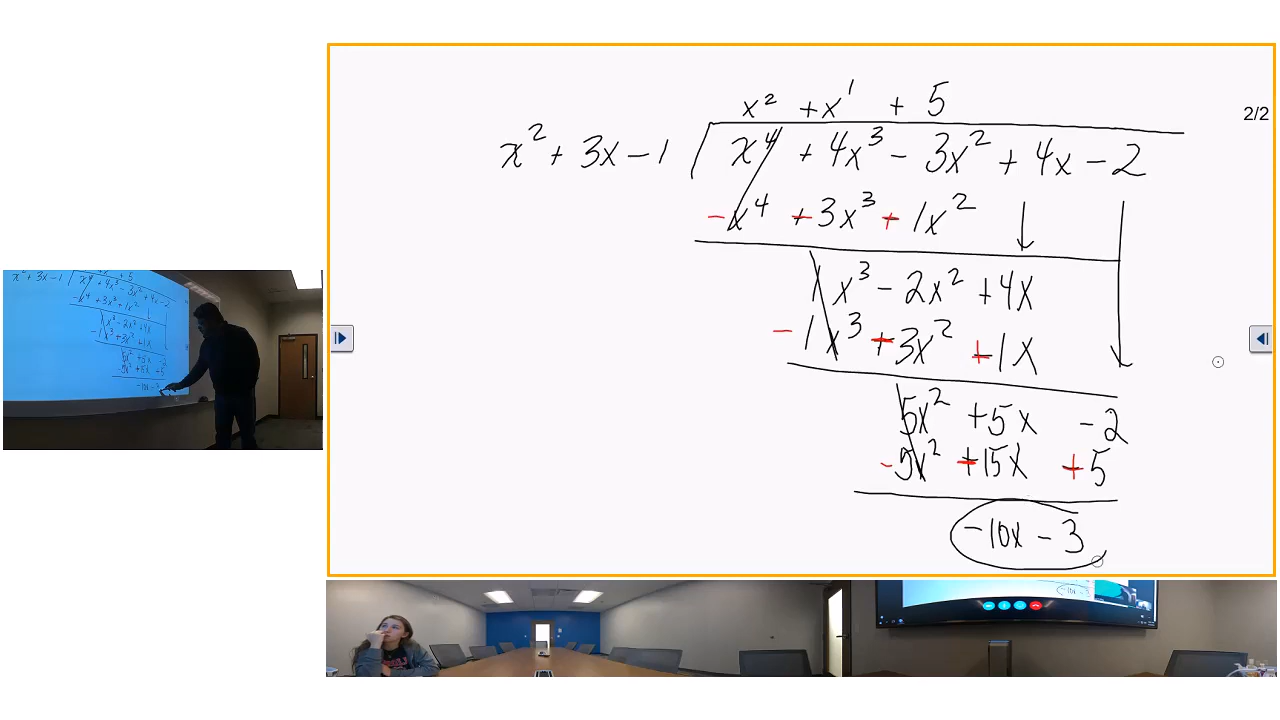 2/2
x² + x¹ + 5
x² + 3x - 1 x⁴ + 4x³ - 3x² + 4x - 2
- x⁴ + 3x³ + 1x²
1x³ - 2x² + 4x
- 1x³ + 3x² + 1x
5x² + 5x - 2
- 5x² + 15x + 5
-10x - 3